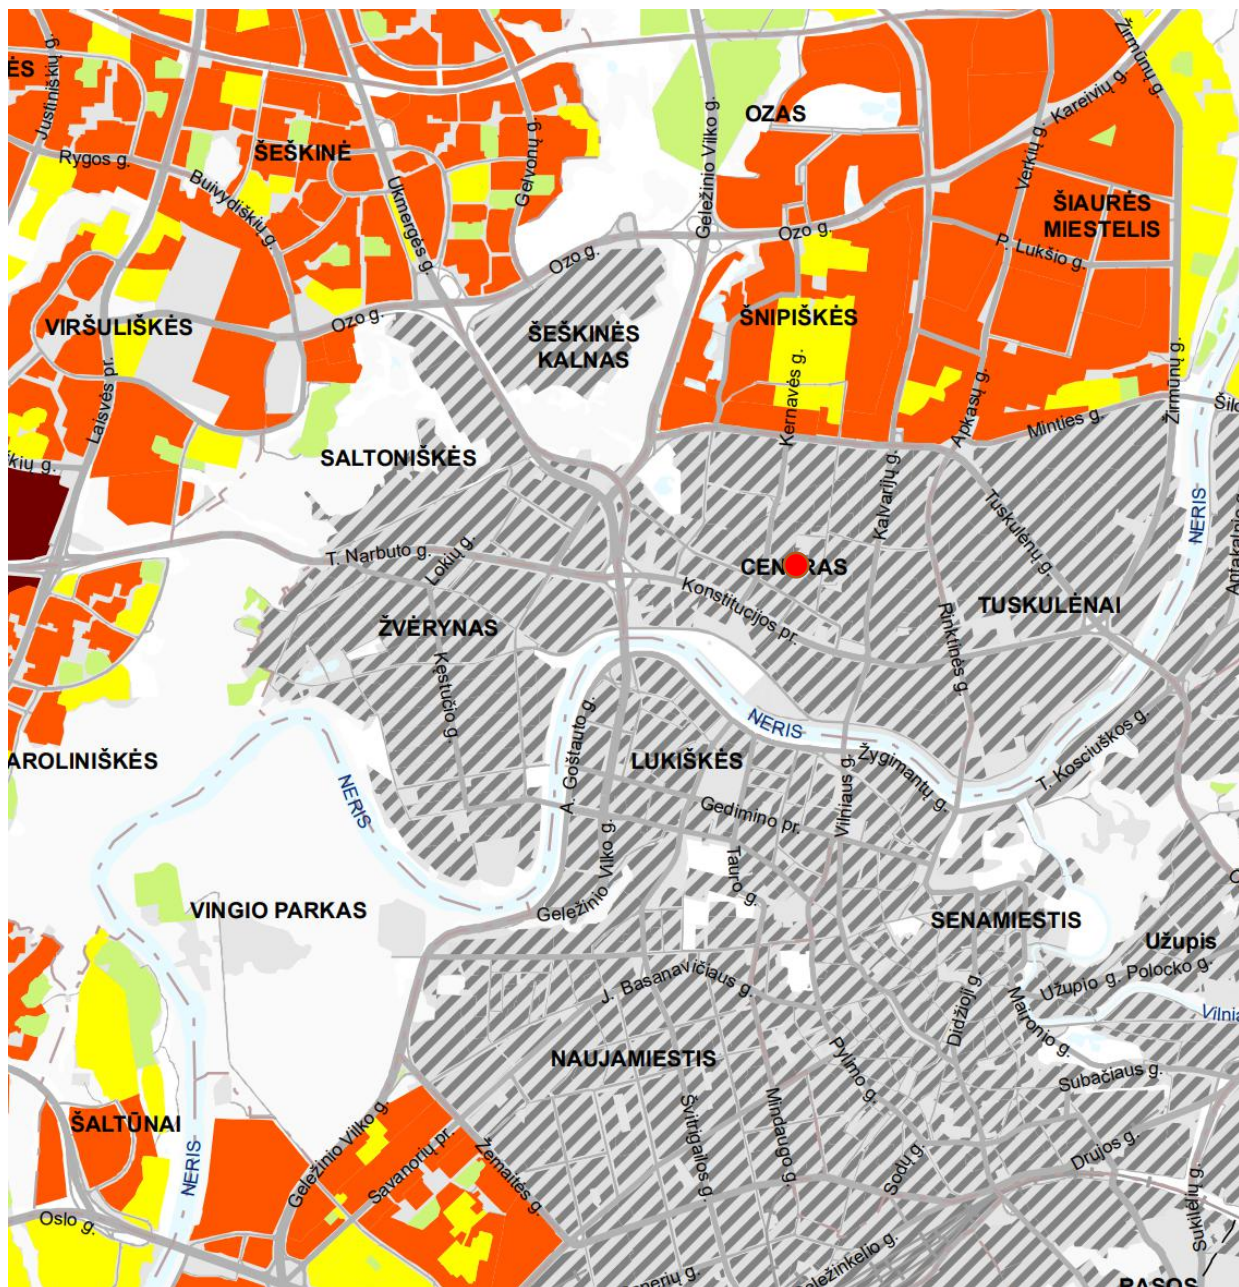 Žirmūnų g.
Justiniškių g.
ĖS
Kareivių g.
Gelvonų g.
Geležinio Vilko g.
OZAS
Verkių g.
Rygos g.
ŠEŠKINĖ
Buivydiškių g.
Ukmergės g.
ŠIAURĖS
MIESTELIS
Ozo g.
P. Lukšio g.
Ozo g.
Ozo g.
VIRŠULIŠKĖS
ŠEŠKINĖS
KALNAS
ŠNIPIŠKĖS
Laisvės pr.
Kernavės g.
Apkasų g.
Žirmūnų g.
Minties g.
SALTONIŠKĖS
kių g.
Kalvarijų g.
Tuskulėnų g.
NERIS
T. Narbuto g.
Lokių g.
CENTRAS
Konstitucijos pr.
Rinktinės g.
TUSKULĖNAI
ŽVĖRYNAS
Kęstučio g.
NERIS
AROLINIŠKĖS
A. Goštauto g.
LUKIŠKĖS
Žygimantų g.
T. Kosciuškos g.
NERIS
Gedimino pr.
Vilniaus g.
Geležinio Vilko g.
Tauro g.
VINGIO PARKAS
SENAMIESTIS
Užupis
J. Basanavičiaus g.
Didžioji g.
Užupio g.
Polocko g.
Maironio g.
NAUJAMIESTIS
Pylimo g.
Subačiaus g.
ŠALTŪNAI
NERIS
Geležinio Vilko g.
Savanorių pr.
Žemaitės g.
Švitrigailos g.
Mindaugo g.
Sodų g.
Drujos g.
Oslo g.